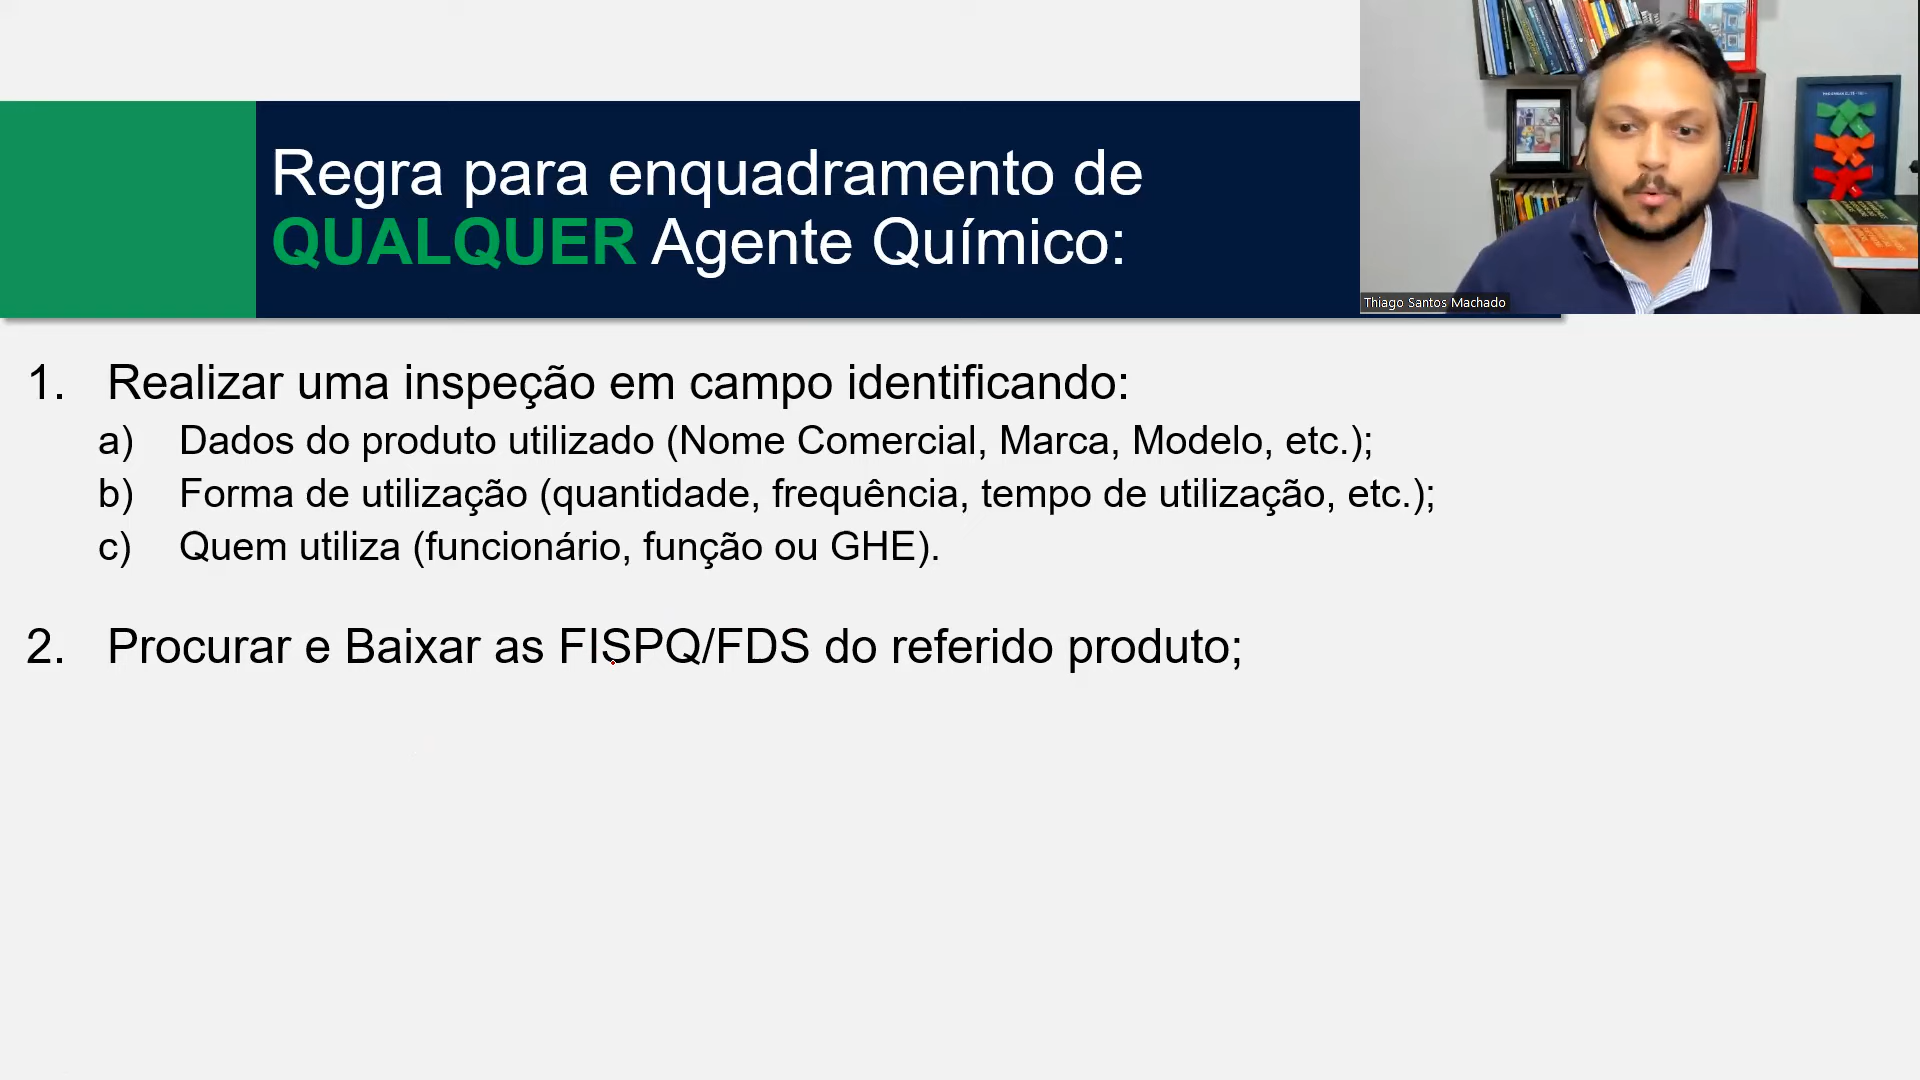 Regra para enquadramento de
QUALQUER Agente Químico:
Thiago Santos Machado
1. Realizar uma inspeção em campo identificando:
a) Dados do produto utilizado (Nome Comercial, Marca, Modelo, etc.);
b) Forma de utilização (quantidade, frequência, tempo de utilização, etc.);
c) Quem utiliza (funcionário, função ou GHE).
2. Procurar e Baixar as FISPQ/FDS do referido produto;